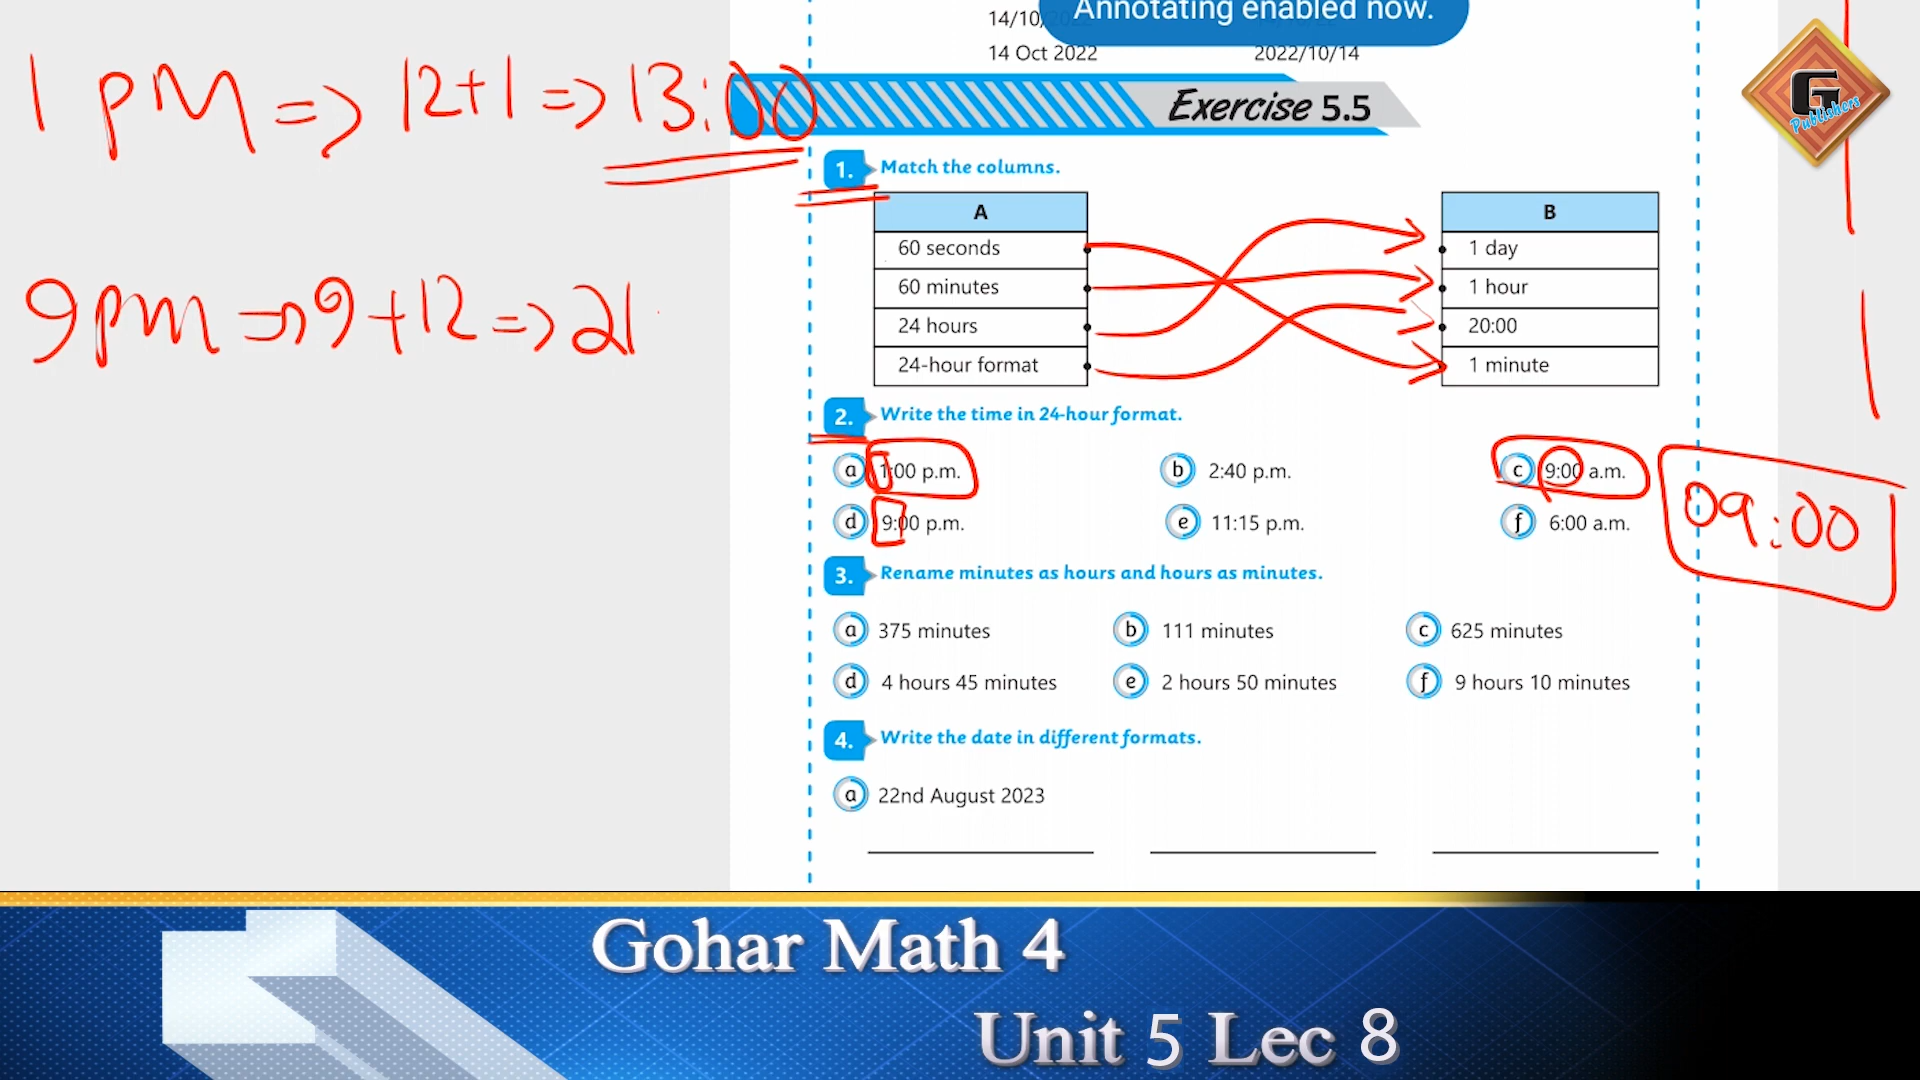 Annotating enabled now.
14/10/2022
14 Oct 2022 2022/10/14
1 pM => 12+1 => 13:00
Exercise 5.5
G
Publishers
1. Match the columns.
A B
60 seconds 1 day
60 minutes 1 hour
24 hours 20:00
24-hour format 1 minute
9pm => 9+12 => 21
2. Write the time in 24-hour format.
a 1:00 p.m. b 2:40 p.m. c 9:00 a.m.
d 9:00 p.m. e 11:15 p.m. f 6:00 a.m.
09:00
3. Rename minutes as hours and hours as minutes.
a 375 minutes b 111 minutes c 625 minutes
d 4 hours 45 minutes e 2 hours 50 minutes f 9 hours 10 minutes
4. Write the date in different formats.
a 22nd August 2023
Gohar Math 4
Unit 5 Lec 8